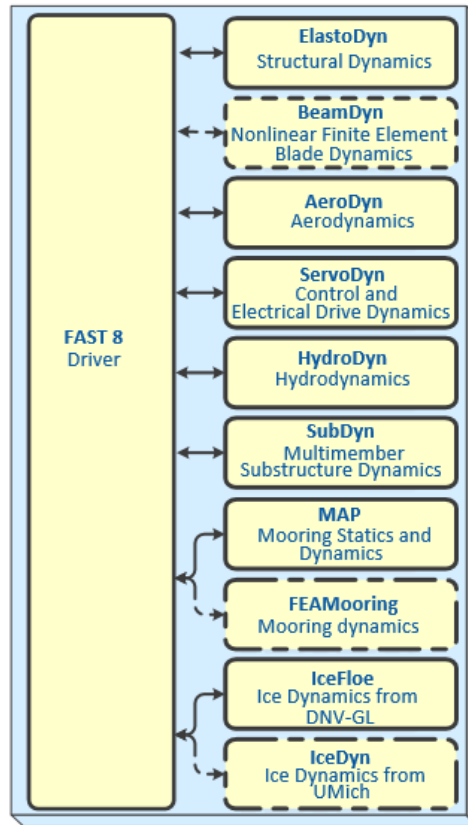 FAST 8
Driver
ElastoDyn
Structural Dynamics
BeamDyn
Nonlinear Finite Element
Blade Dynamics
AeroDyn
Aerodynamics
ServoDyn
Control and
Electrical Drive Dynamics
HydroDyn
Hydrodynamics
SubDyn
Multimember
Substructure Dynamics
MAP
Mooring Statics and
Dynamics
FEAMooring
Mooring dynamics
IceFloe
Ice Dynamics from
DNV-GL
IceDyn
Ice Dynamics from
UMich